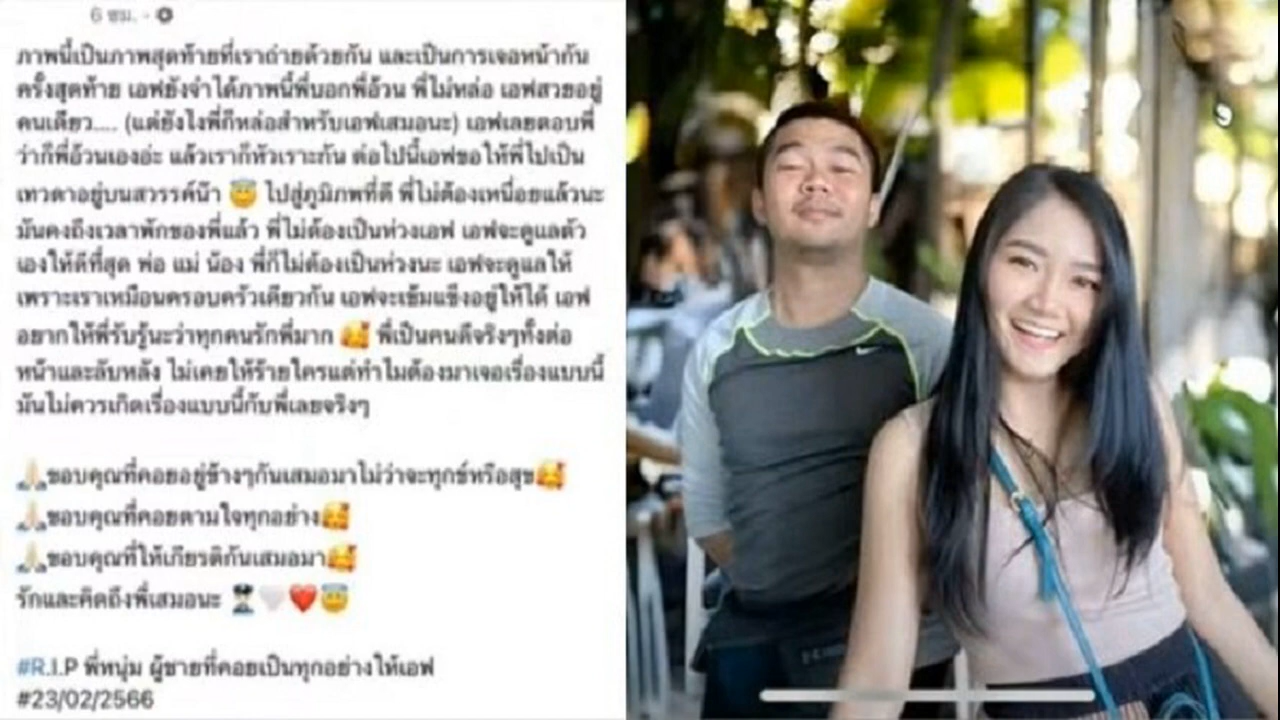 6 ชม. -
ภาพนี้เป็นภาพสุดท้ายที่เราถ่ายด้วยกัน และเป็นการเจอหน้ากัน
ครั้งสุดท้าย เอฟยังจำได้ภาพนี้พี่บอกพี่อ้วน พี่ไม่หล่อ เอฟสวยอยู่
คนเดียว.... (แต่ยังไงพี่ก็หล่อสำหรับเอฟเสมอนะ) เอฟเลยตอบพี่
ว่าก็พี่อ้วนเองอ่ะ แล้วเราก็หัวเราะกัน ต่อไปนี้เอฟขอให้พี่ไปเป็น
เทวดาอยู่บนสวรรค์น๊า 😇 ไปสู่ภูมิภพที่ดี พี่ไม่ต้องเหนื่อยแล้วนะ
มันคงถึงเวลาพักของพี่แล้ว พี่ไม่ต้องเป็นห่วงเอฟ เอฟจะดูแลตัว
เองให้ดีที่สุด พ่อ แม่ น้อง พี่ก็ไม่ต้องเป็นห่วงนะ เอฟจะดูแลให้
เพราะเราเหมือนครอบครัวเดียวกัน เอฟจะเข้มแข็งอยู่ให้ได้ เอฟ
อยากให้พี่รับรู้นะว่าทุกคนรักพี่มาก 🥰 พี่เป็นคนดีจริงๆทั้งต่อ
หน้าและลับหลัง ไม่เคยให้ร้ายใครแต่ทำไมต้องมาเจอเรื่องแบบนี้
มันไม่ควรเกิดเรื่องแบบนี้กับพี่เลยจริงๆ
🙏🏻ขอบคุณที่คอยอยู่ข้างๆกันเสมอมาไม่ว่าจะทุกข์หรือสุข🥰
🙏🏻ขอบคุณที่คอยตามใจทุกอย่าง🥰
🙏🏻ขอบคุณที่ให้เกียรติกันเสมอมา🥰
รักและคิดถึงพี่เสมอนะ 👮🏻‍♂️🤍❤️😇
#R.I.P พี่หนุ่ม ผู้ชายที่คอยเป็นทุกอย่างให้เอฟ
#23/02/2566